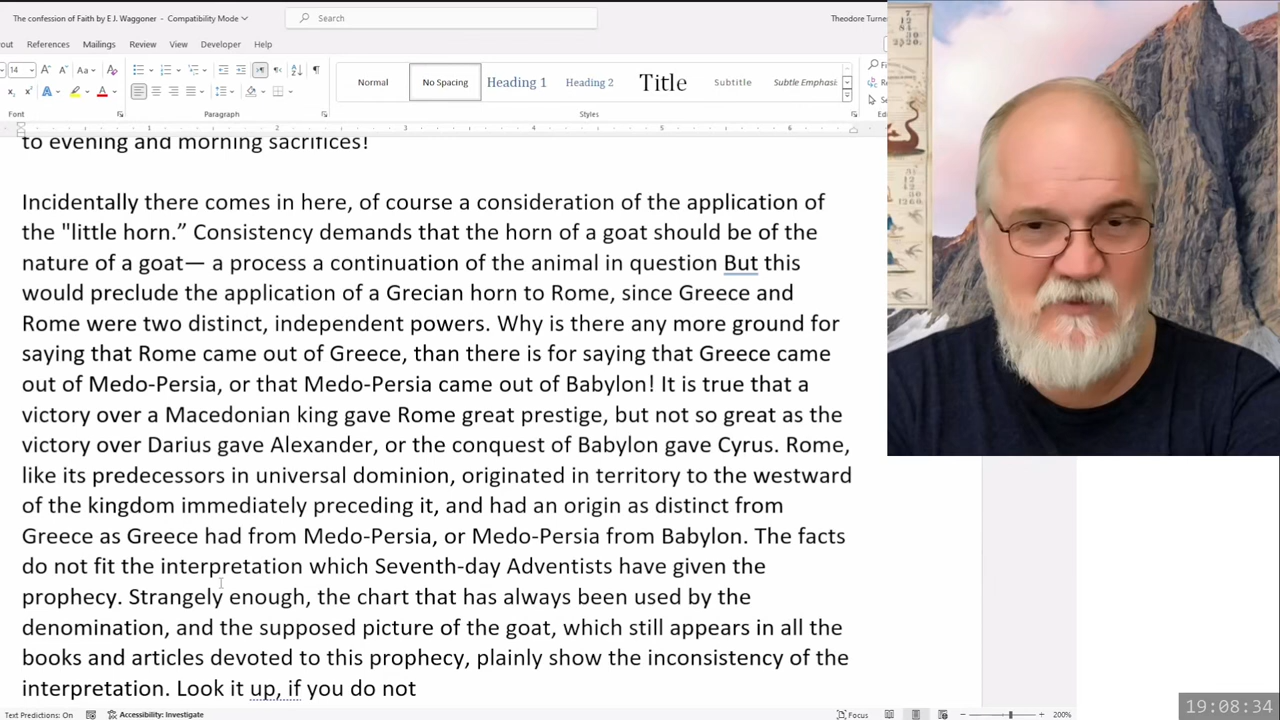 The confession of Faith by E.J. Waggoner - Compatibility Mode
Search
Theodore Turner
out References Mailings Review View Developer Help
14
Aa
Normal
No Spacing
Heading 1
Heading 2
Title
Subtitle
Subtle Emphasi
Font
Paragraph
Styles
1 2 3 4 5 6
to evening and morning sacrifices!
Incidentally there comes in here, of course a consideration of the application of
the "little horn.” Consistency demands that the horn of a goat should be of the
nature of a goat— a process a continuation of the animal in question But this
would preclude the application of a Grecian horn to Rome, since Greece and
Rome were two distinct, independent powers. Why is there any more ground for
saying that Rome came out of Greece, than there is for saying that Greece came
out of Medo-Persia, or that Medo-Persia came out of Babylon! It is true that a
victory over a Macedonian king gave Rome great prestige, but not so great as the
victory over Darius gave Alexander, or the conquest of Babylon gave Cyrus. Rome,
like its predecessors in universal dominion, originated in territory to the westward
of the kingdom immediately preceding it, and had an origin as distinct from
Greece as Greece had from Medo-Persia, or Medo-Persia from Babylon. The facts
do not fit the interpretation which Seventh-day Adventists have given the
prophecy. Strangely enough, the chart that has always been used by the
denomination, and the supposed picture of the goat, which still appears in all the
books and articles devoted to this prophecy, plainly show the inconsistency of the
interpretation. Look it up, if you do not
Text Predictions: On
Accessibility: Investigate
Focus
200%
19:08:34